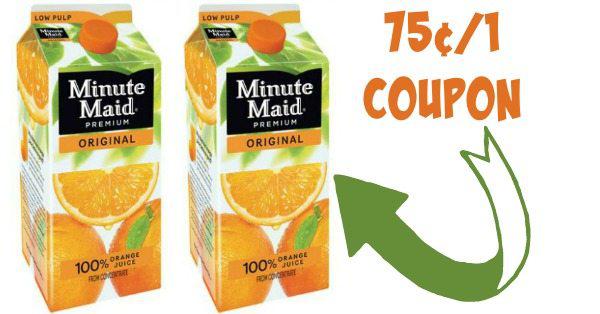 LOW PULP
Minute
Maid
PREMIUM
ORIGINAL
100% ORANGE
JUICE
FROM CONCENTRATE
LOW PULP
Minute
Maid
PREMIUM
ORIGINAL
100% ORANGE
JUICE
FROM CONCENTRATE
75¢/1
COUPON